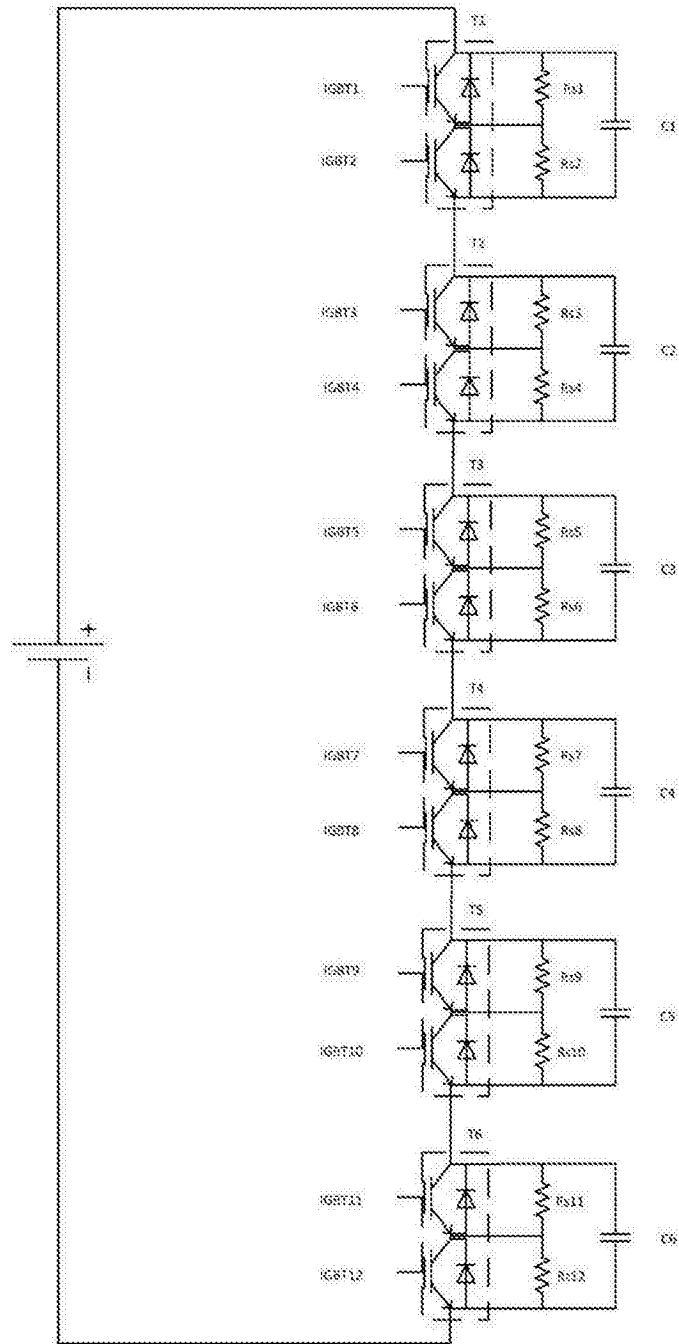 T1
IGBT1
Rs1
C1
IGBT2
Rs2
T2
IGBT3
Rs3
C2
IGBT4
Rs4
T3
IGBT5
Rs5
C3
IGBT6
Rs6
+
-
T4
IGBT7
Rs7
C4
IGBT8
Rs8
T5
IGBT9
Rs9
C5
IGBT10
Rs10
T6
IGBT11
Rs11
C6
IGBT12
Rs12